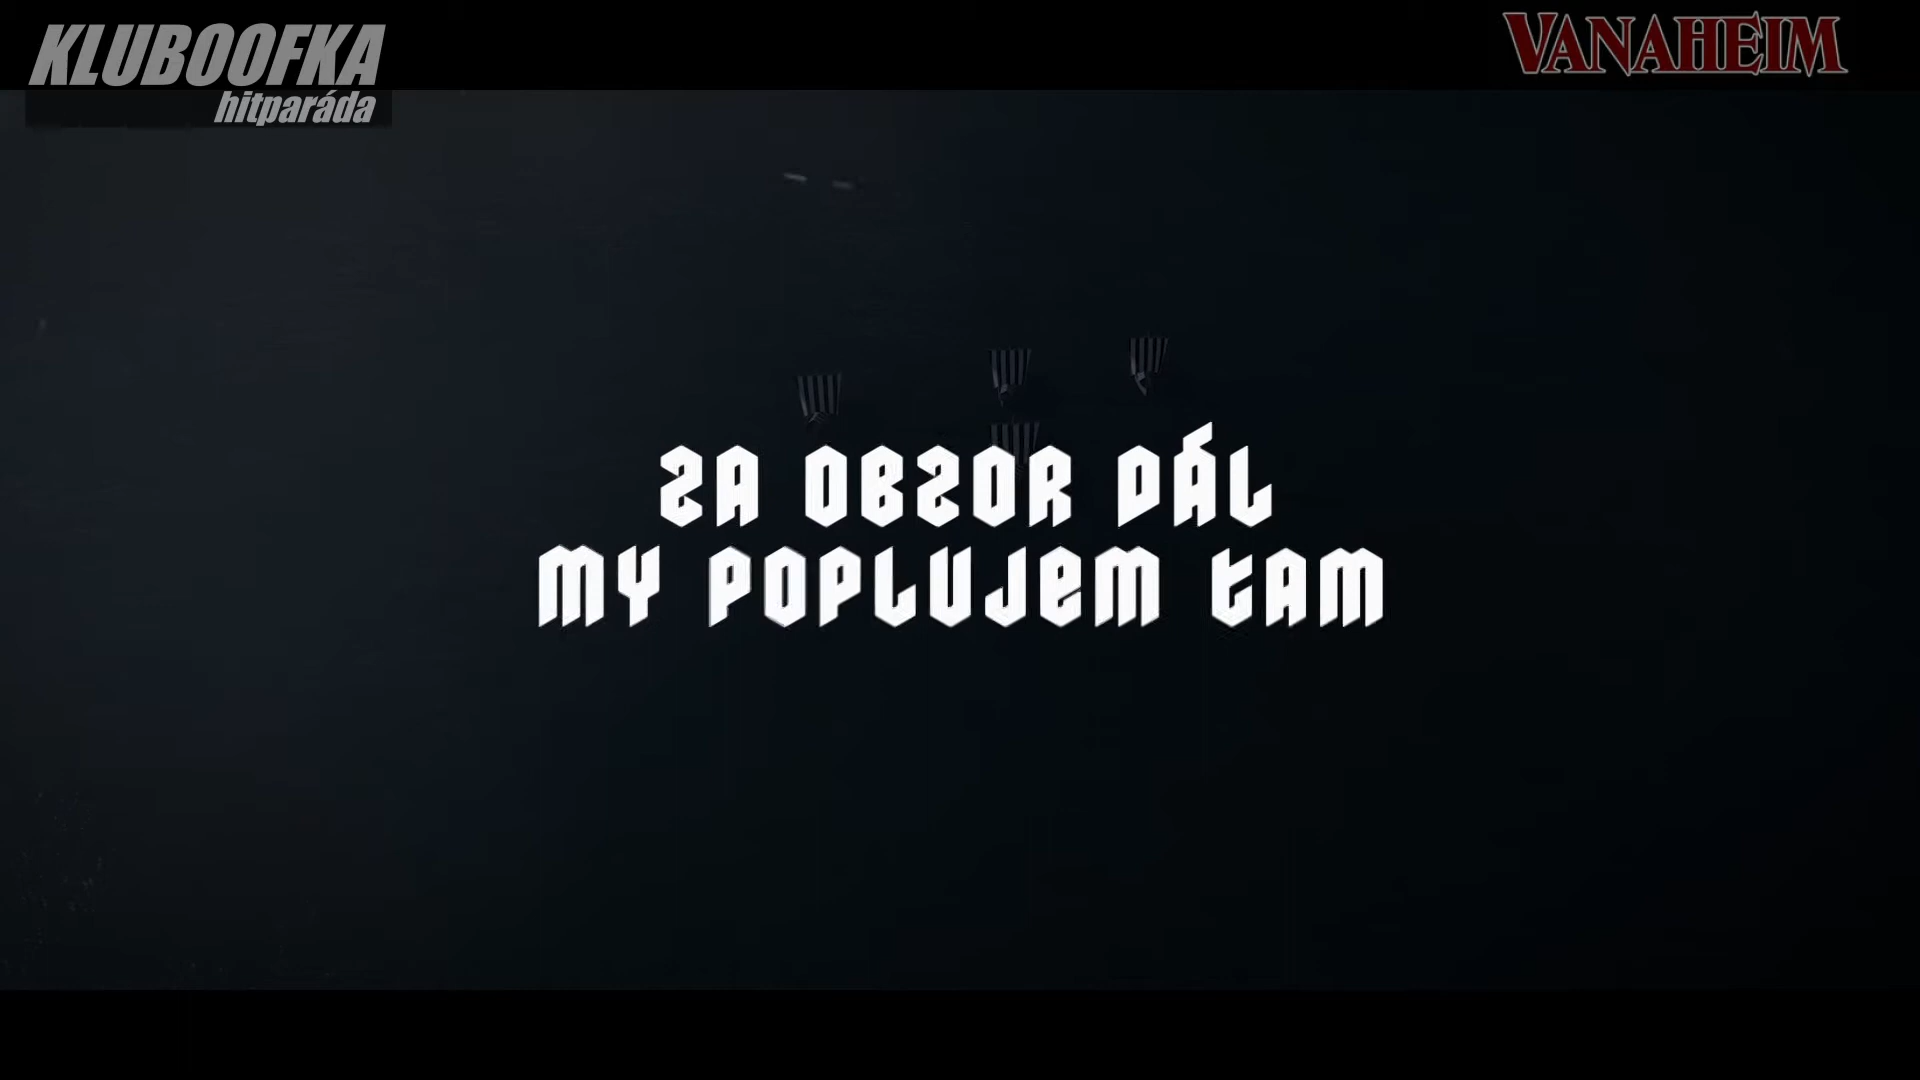 KLUBOOFKA
hitparáda
VANAHEIM
ZA OBZOR DÁL
MY POPLUJEM TAM